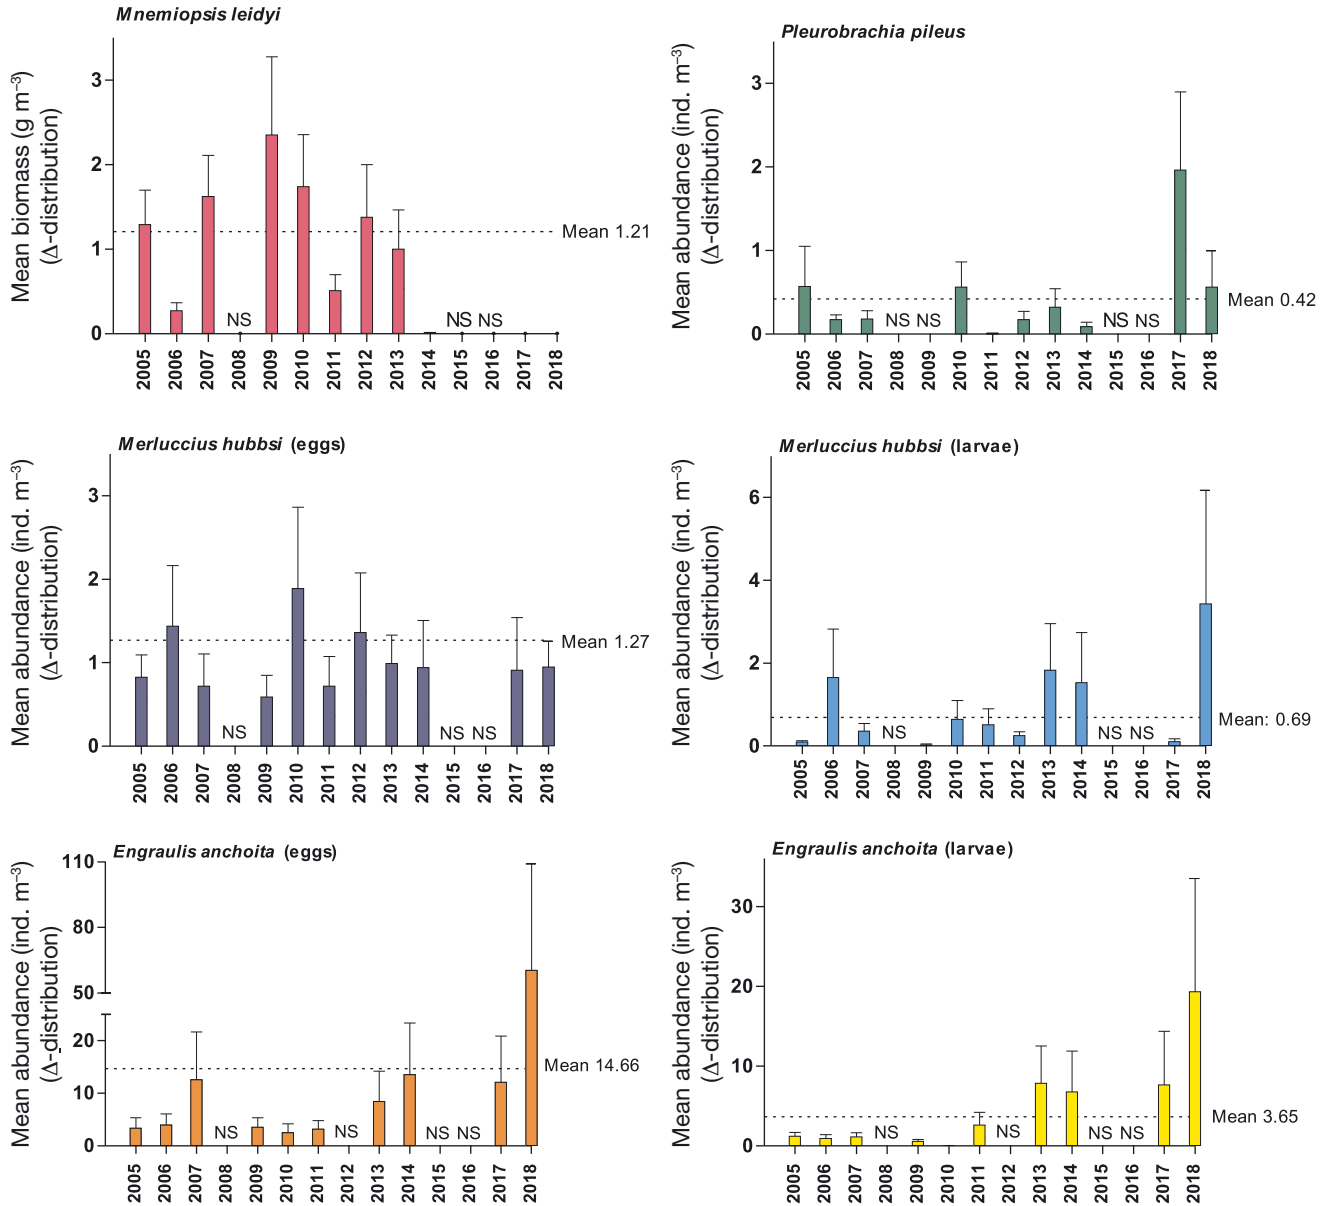 Mnemiopsis leidyi
Mean biomass (g m⁻³)
(Δ-distribution)
3
2
1
0
NS
NS NS
Mean 1.21
2005 2006 2007 2008 2009 2010 2011 2012 2013 2014 2015 2016 2017 2018
Pleurobrachia pileus
Mean abundance (ind. m⁻³)
(Δ-distribution)
3
2
1
0
NS NS
NS NS
Mean 0.42
2005 2006 2007 2008 2009 2010 2011 2012 2013 2014 2015 2016 2017 2018
Merluccius hubbsi (eggs)
Mean abundance (ind. m⁻³)
(Δ-distribution)
3
2
1
0
NS
NS NS
Mean 1.27
2005 2006 2007 2008 2009 2010 2011 2012 2013 2014 2015 2016 2017 2018
Merluccius hubbsi (larvae)
Mean abundance (ind. m⁻³)
(Δ-distribution)
6
4
2
0
NS
NS NS
Mean: 0.69
2005 2006 2007 2008 2009 2010 2011 2012 2013 2014 2015 2016 2017 2018
Engraulis anchoita (eggs)
Mean abundance (ind. m⁻³)
(Δ-distribution)
110
80
50
20
10
0
NS
NS
NS NS
Mean 14.66
2005 2006 2007 2008 2009 2010 2011 2012 2013 2014 2015 2016 2017 2018
Engraulis anchoita (larvae)
Mean abundance (ind. m⁻³)
(Δ-distribution)
30
20
10
0
NS
NS
NS NS
Mean 3.65
2005 2006 2007 2008 2009 2010 2011 2012 2013 2014 2015 2016 2017 2018